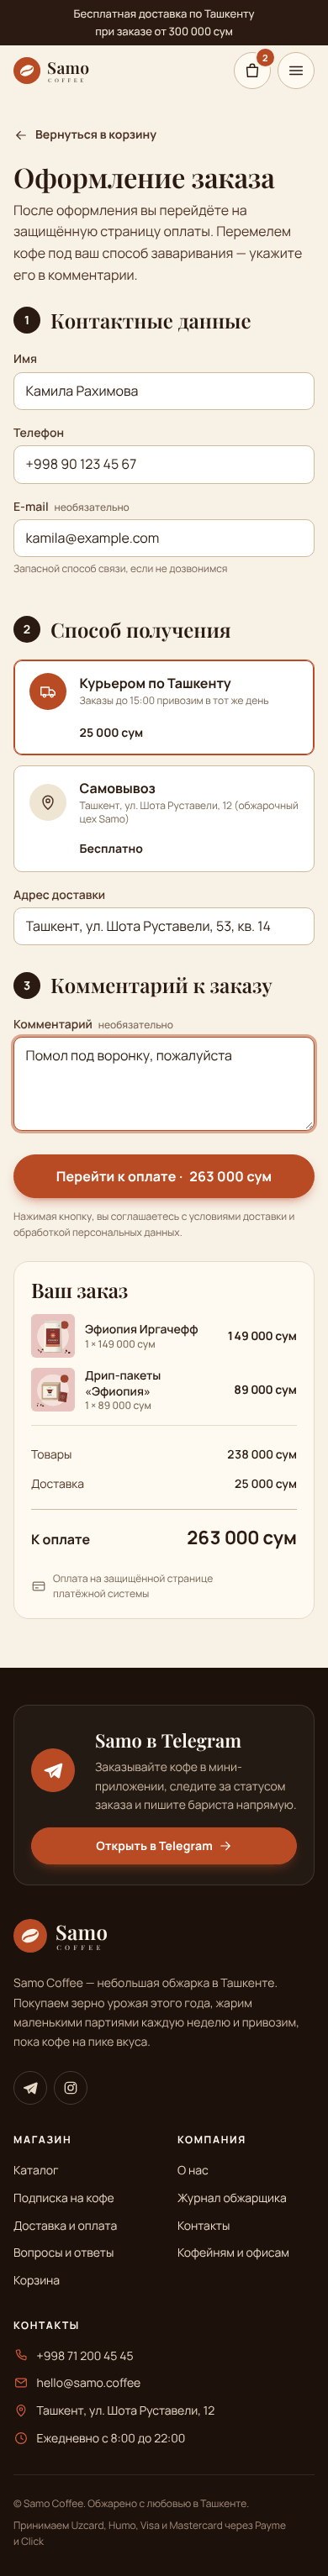 Бесплатная доставка по Ташкенту
при заказе от 300 000 сум
Samo
COFFEE
2
Вернуться в корзину
Оформление заказа
После оформления вы перейдёте на
защищённую страницу оплаты. Перемелем
кофе под ваш способ заваривания — укажите
его в комментарии.
1 Контактные данные
Имя
Камила Рахимова
Телефон
+998 90 123 45 67
E-mail необязательно
kamila@example.com
Запасной способ связи, если не дозвонимся
2 Способ получения
Курьером по Ташкенту
Заказы до 15:00 привозим в тот же день
25 000 сум
Самовывоз
Ташкент, ул. Шота Руставели, 12 (обжарочный
цех Samo)
Бесплатно
Адрес доставки
Ташкент, ул. Шота Руставели, 53, кв. 14
3 Комментарий к заказу
Комментарий необязательно
Помол под воронку, пожалуйста
Перейти к оплате · 263 000 сум
Нажимая кнопку, вы соглашаетесь с условиями доставки и
обработкой персональных данных.
Ваш заказ
Эфиопия Иргачефф
1 × 149 000 сум
1 149 000 сум
Дрип-пакеты
«Эфиопия»
1 × 89 000 сум
89 000 сум
Товары 238 000 сум
Доставка 25 000 сум
К оплате 263 000 сум
Оплата на защищённой странице
платёжной системы
Samo в Telegram
Заказывайте кофе в мини-
приложении, следите за статусом
заказа и пишите бариста напрямую.
Открыть в Telegram
Samo
COFFEE
Samo Coffee — небольшая обжарка в Ташкенте.
Покупаем зерно урожая этого года, жарим
маленькими партиями каждую неделю и привозим,
пока кофе на пике вкуса.
МАГАЗИН
Каталог
Подписка на кофе
Доставка и оплата
Вопросы и ответы
Корзина
КОМПАНИЯ
О нас
Журнал обжарщика
Контакты
Кофейням и офисам
КОНТАКТЫ
+998 71 200 45 45
hello@samo.coffee
Ташкент, ул. Шота Руставели, 12
Ежедневно с 8:00 до 22:00
© Samo Coffee. Обжарено с любовью в Ташкенте.
Принимаем Uzcard, Humo, Visa и Mastercard через Payme
и Click